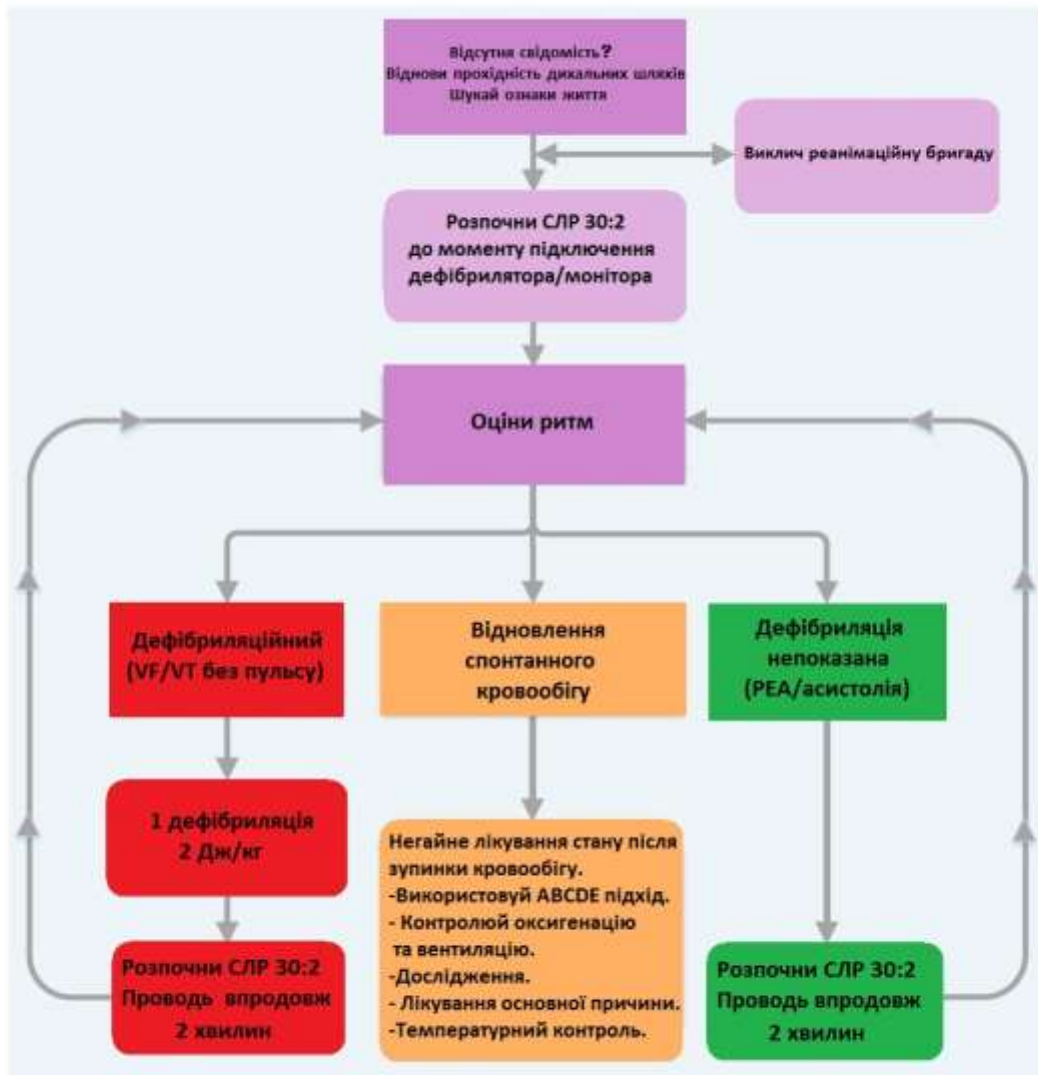 Відсутня свідомість?
Віднови прохідність дихальних шляхів
Шукай ознаки життя
Виклич реанімаційну бригаду
Розпочни СЛР 30:2
до моменту підключення
дефібрилятора/монітора
Оціни ритм
Дефібриляційний
(VF/VT без пульсу)
Відновлення
спонтанного
кровообігу
Дефібриляція
непоказана
(PEA/асистолія)
1 дефібриляція
2 Дж/кг
Негайне лікування стану після
зупинки кровообігу.
-Використовуй ABCDE підхід.
- Контролюй оксигенацію
та вентиляцію.
-Дослідження.
- Лікування основної причини.
-Температурний контроль.
Розпочни СЛР 30:2
Проводь впродовж
2 хвилин
Розпочни СЛР 30:2
Проводь впродовж
2 хвилин